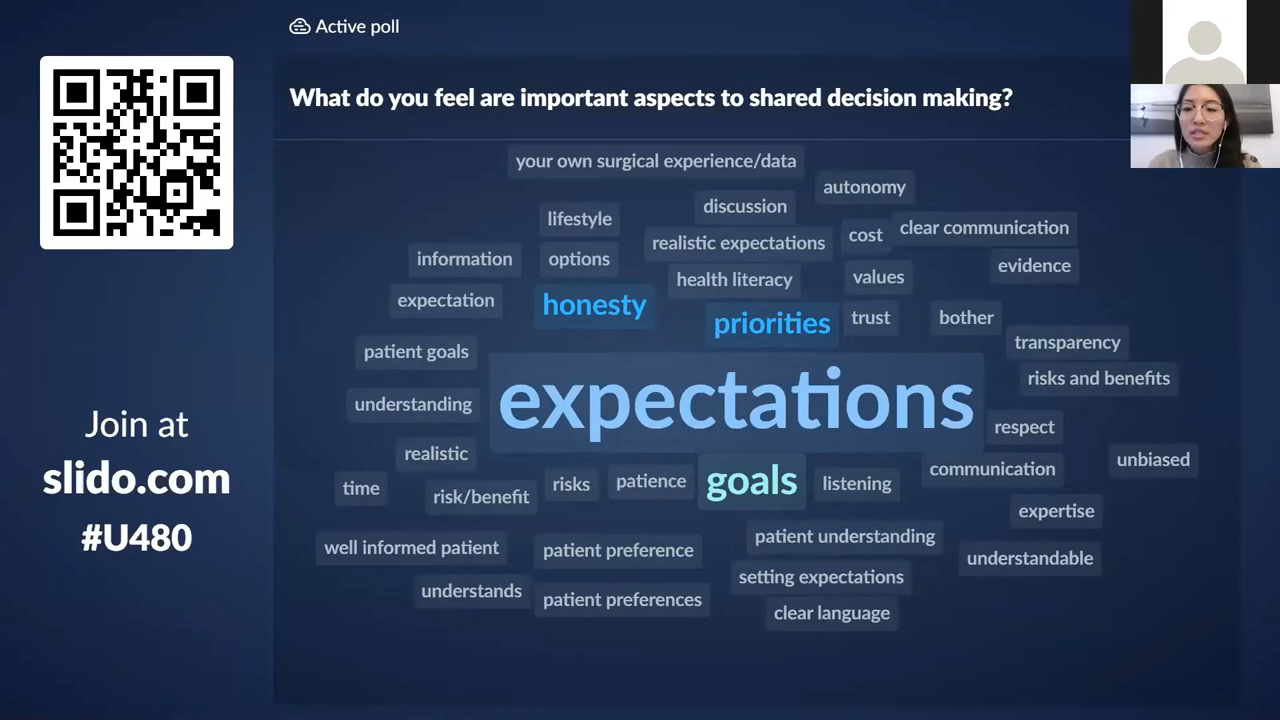 Active poll
What do you feel are important aspects to shared decision making?
your own surgical experience/data
autonomy
discussion
lifestyle
clear communication
cost
realistic expectations
information
options
evidence
health literacy
values
expectation
honesty
priorities
trust
bother
transparency
patient goals
risks and benefits
expectations
understanding
respect
realistic
unbiased
communication
time
risk/benefit
risks
patience
goals
listening
expertise
patient understanding
well informed patient
patient preference
understandable
setting expectations
understands
patient preferences
clear language
Join at
slido.com
#U480